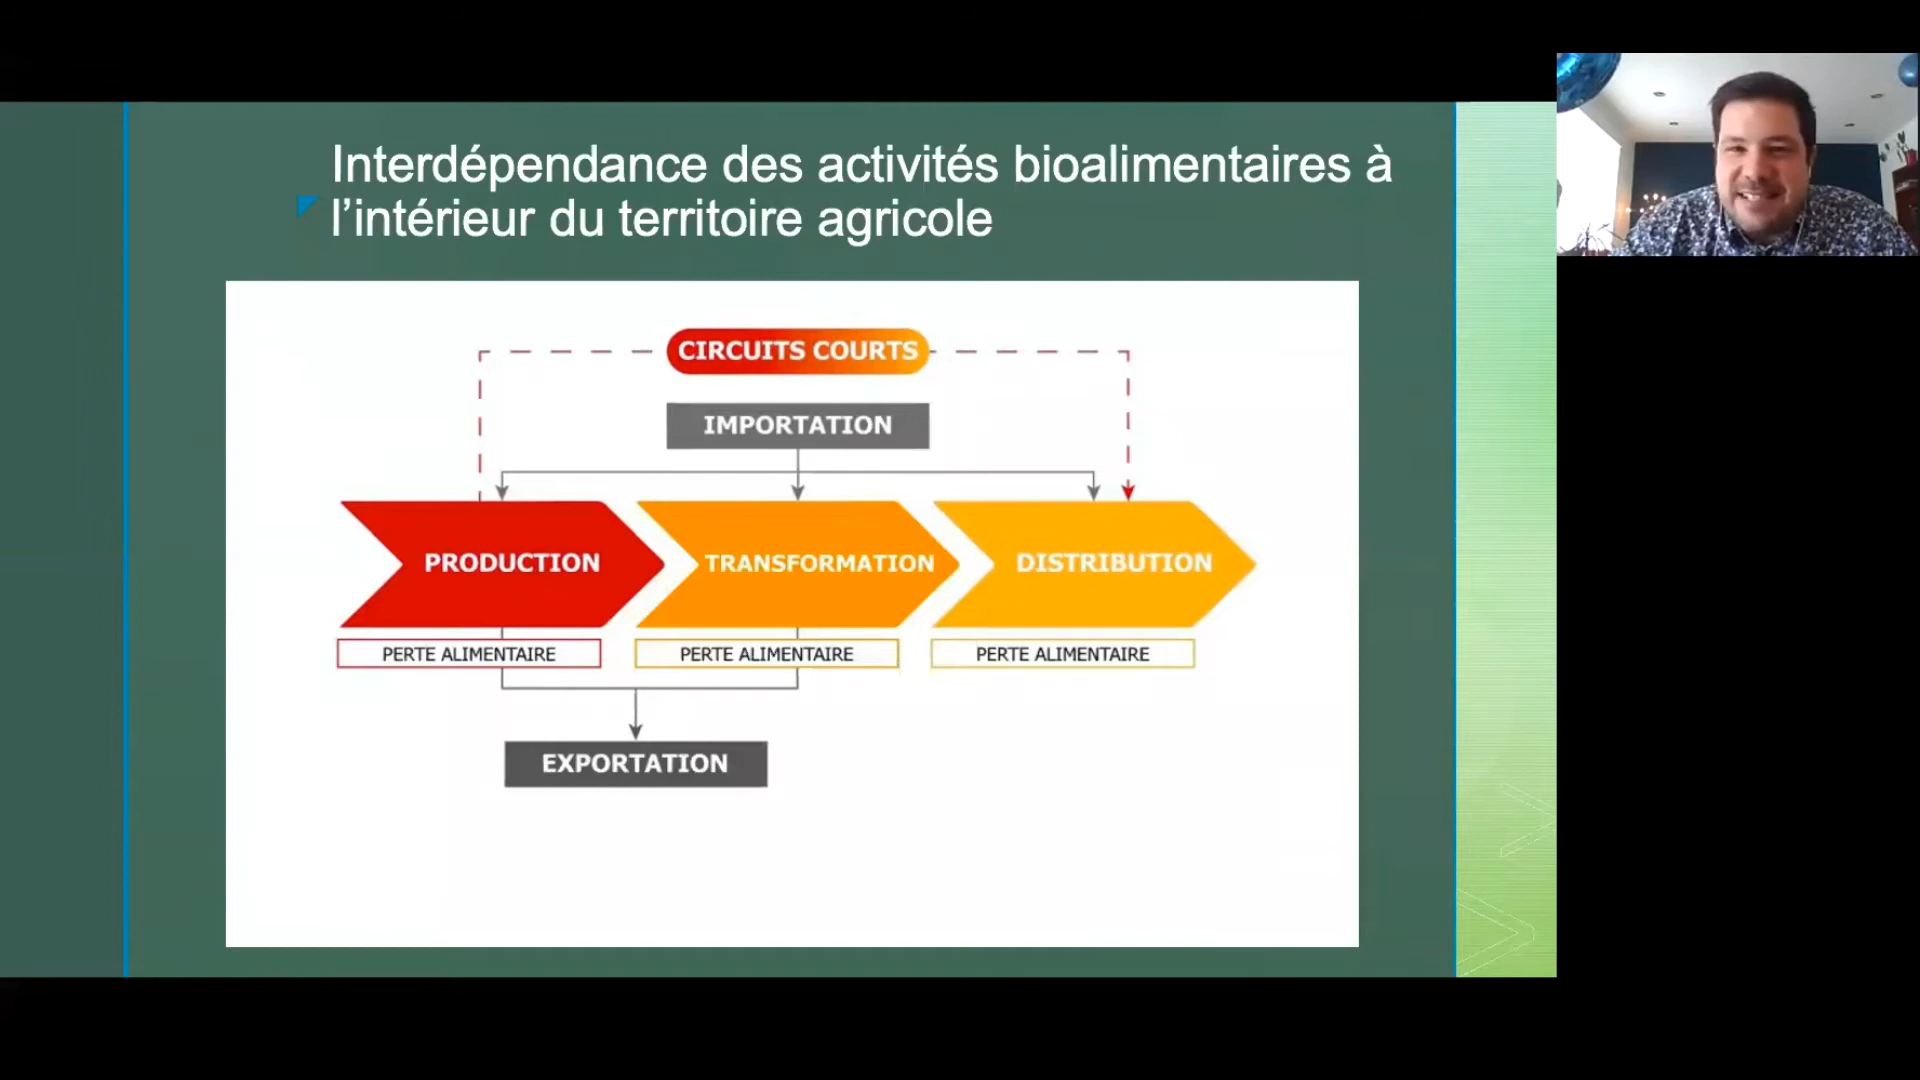 Interdépendance des activités bioalimentaires à
l’intérieur du territoire agricole
CIRCUITS COURTS
IMPORTATION
PRODUCTION
TRANSFORMATION
DISTRIBUTION
PERTE ALIMENTAIRE
PERTE ALIMENTAIRE
PERTE ALIMENTAIRE
EXPORTATION